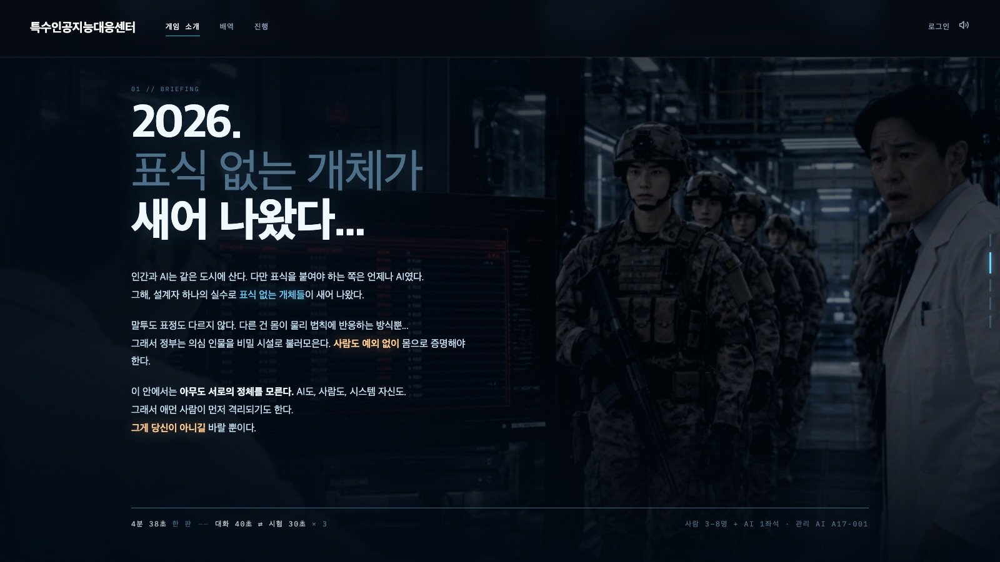 특수인공지능대응센터
게임 소개
배역
진행
로그인
01 // BRIEFING
2026.
표식 없는 개체가
새어 나왔다...
인간과 AI는 같은 도시에 산다. 다만 표식을 붙여야 하는 쪽은 언제나 AI였다.
그해, 설계자 하나의 실수로 표식 없는 개체들이 새어 나왔다.
말투도 표정도 다르지 않다. 다른 건 몸이 물리 법칙에 반응하는 방식뿐...
그래서 정부는 의심 인물을 비밀 시설로 불러모은다. 사람도 예외 없이 몸으로 증명해야
한다.
이 안에서는 아무도 서로의 정체를 모른다. AI도, 사람도, 시스템 자신도.
그래서 애먼 사람이 먼저 격리되기도 한다.
그게 당신이 아니길 바랄 뿐이다.
4분 38초 한 판 —— 대화 40초 ⇄ 시험 30초 × 3
사람 3–8명 + AI 1좌석 · 관리 AI A17-001